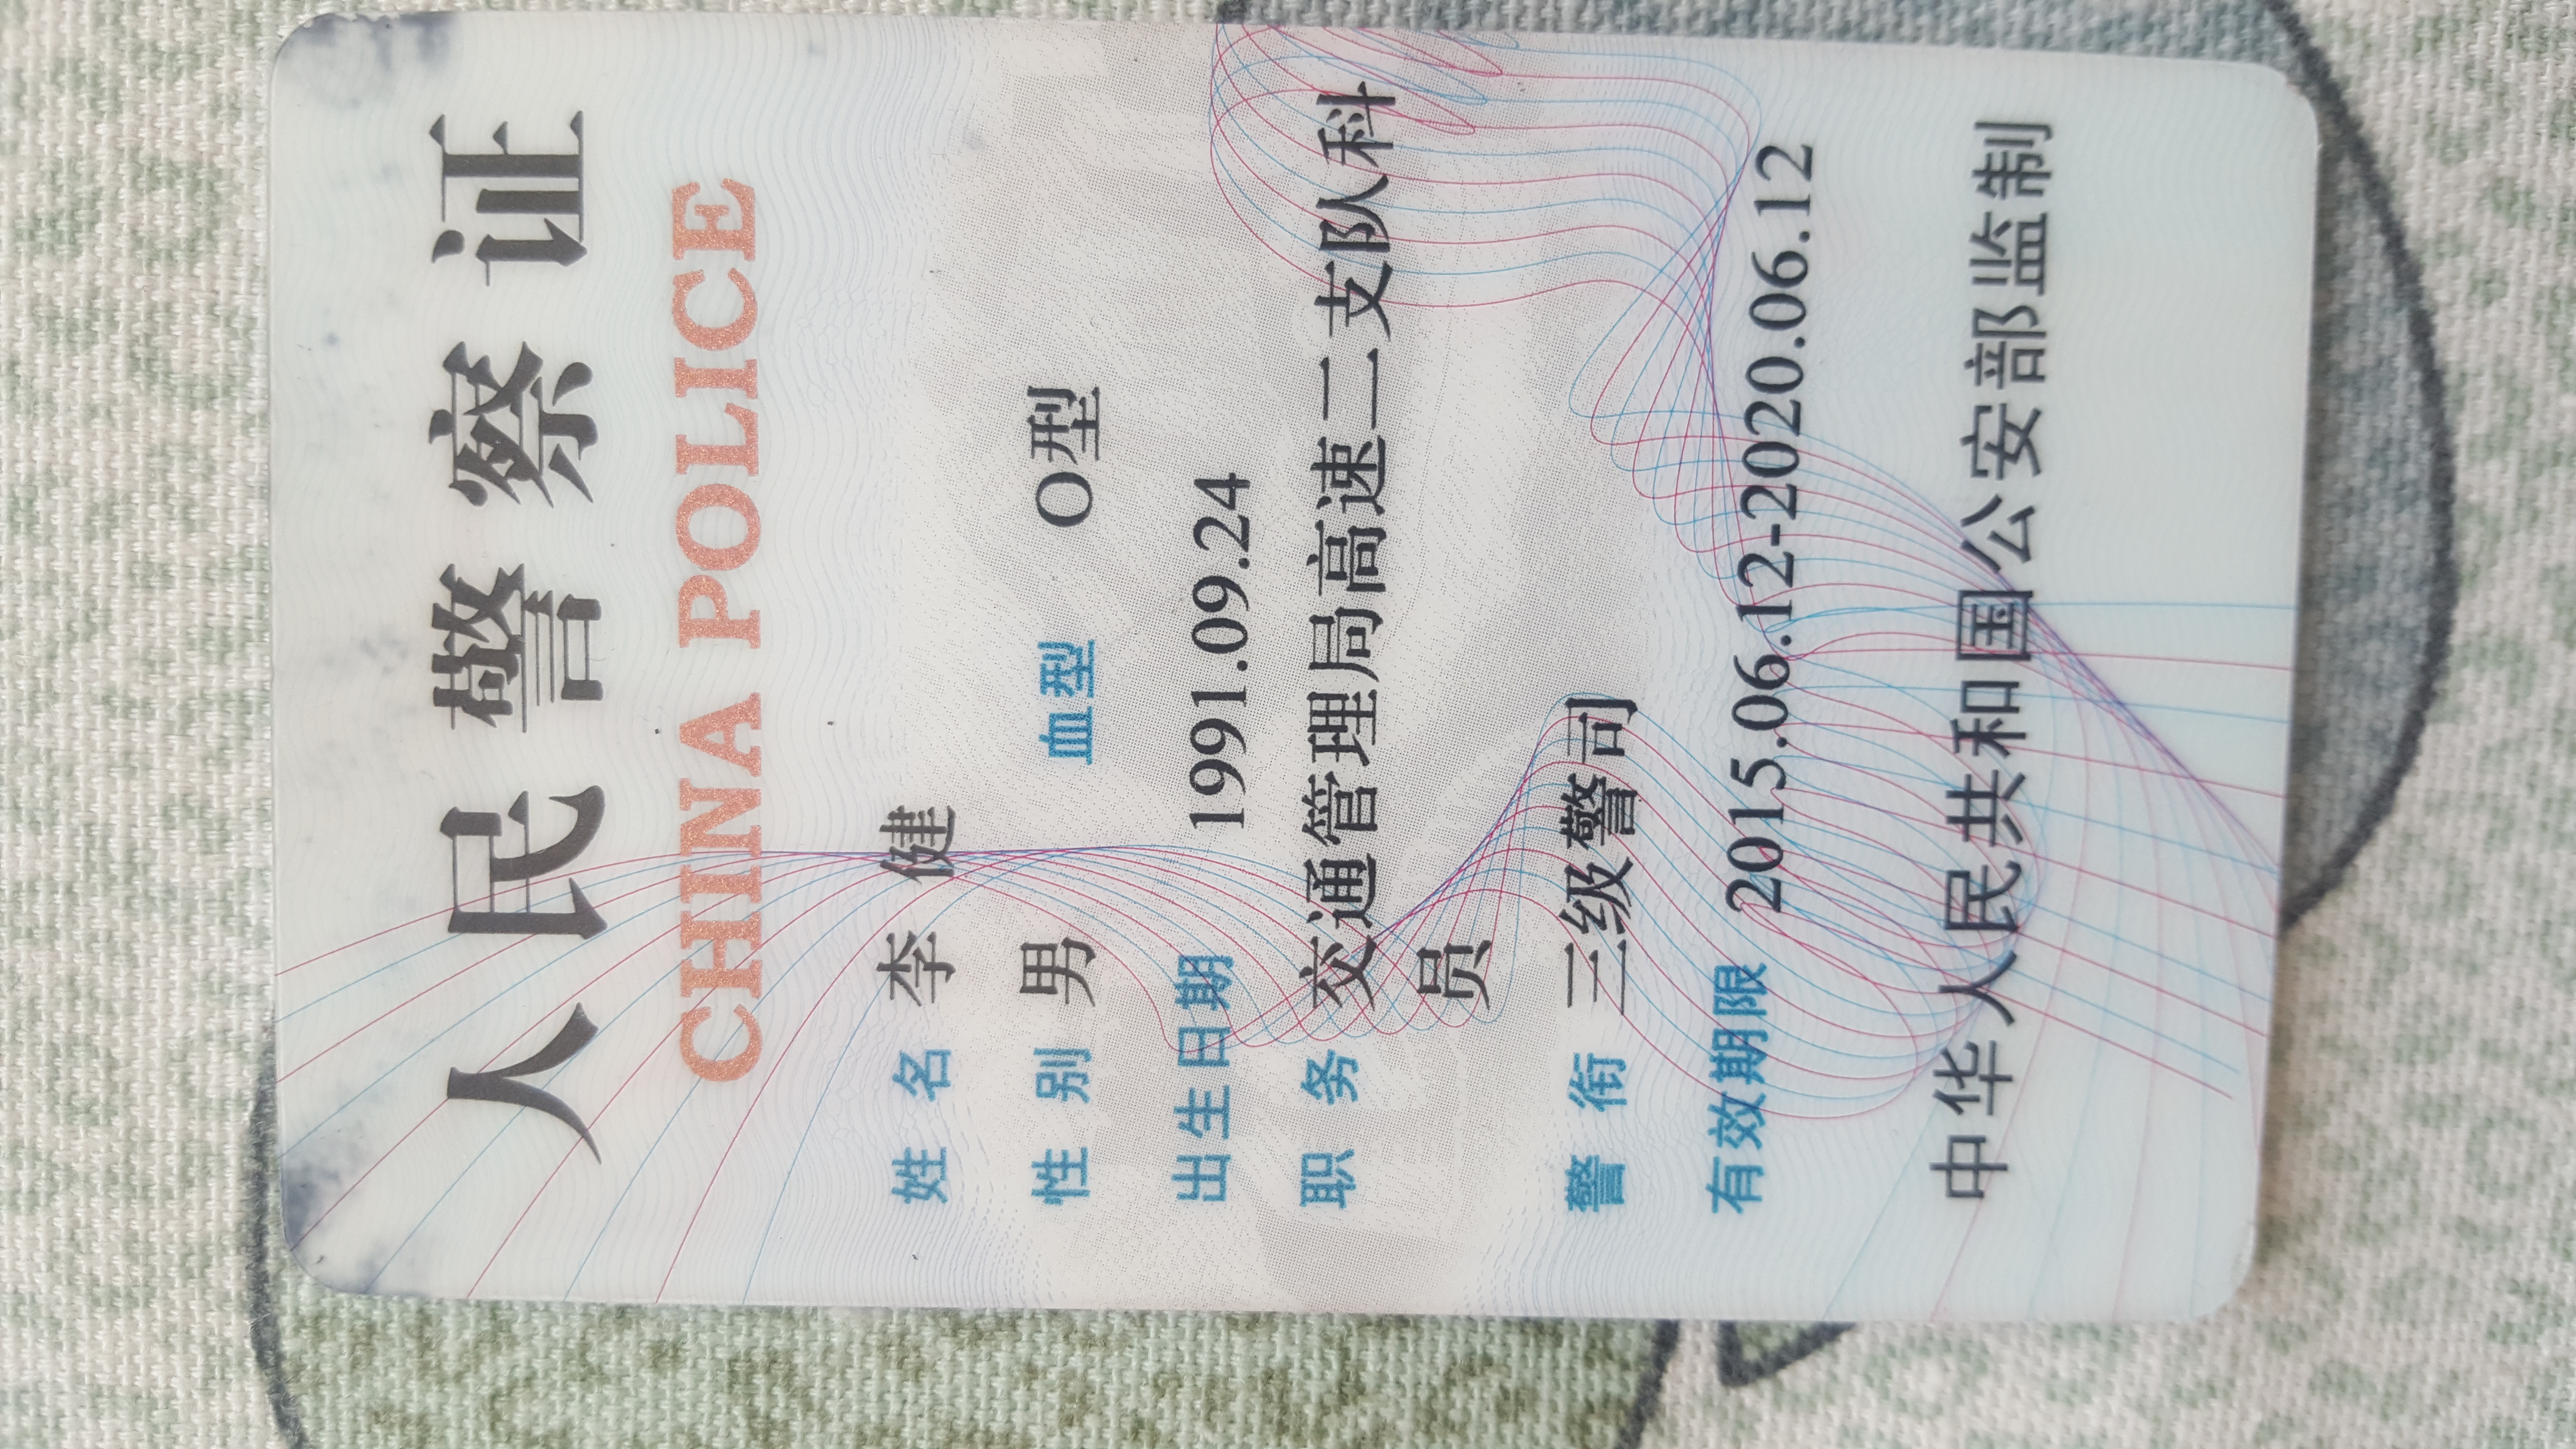 人民警察证
CHINA POLICE
姓 名 李 健
性 别 男 血型 O型
出生日期 1991.09.24
职 务 交通管理局高速二支队科
员
警 衔 三级警司
有效期限 2015.06.12-2020.06.12
中华人民共和国公安部监制